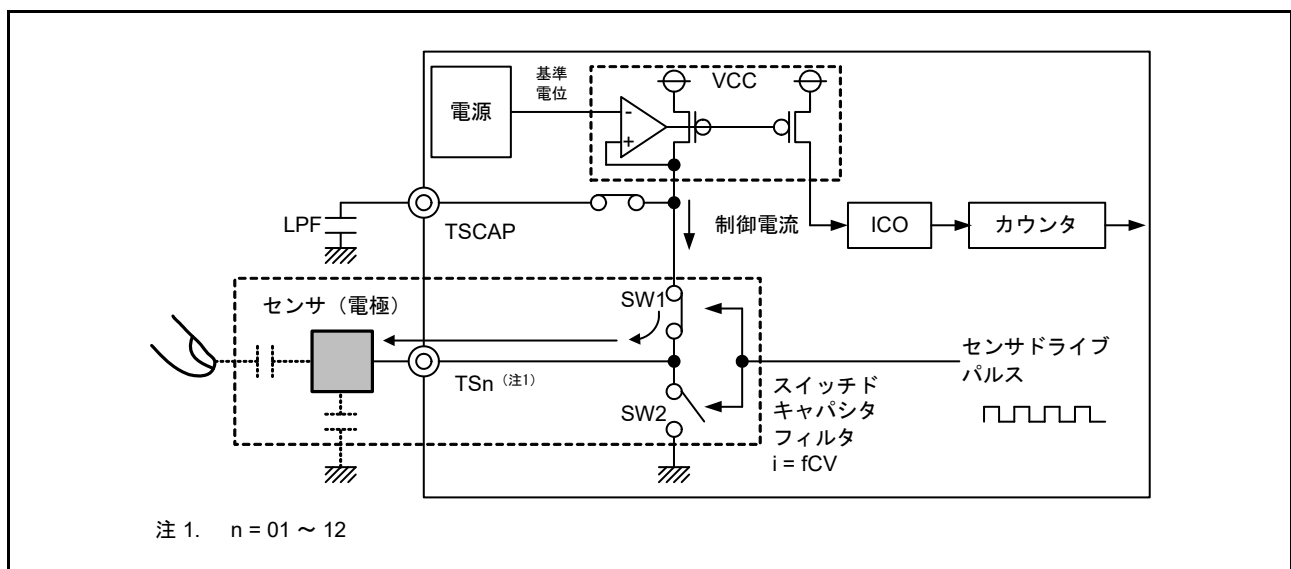 電源
基準
電位
VCC
-
+
LPF
TSCAP
制御電流
ICO
カウンタ
センサ（電極）
SW1
TSn（注1）
SW2
スイッチド
キャパシタ
フィルタ
i = fCV
センサドライブ
パルス
注 1. n = 01 ～ 12